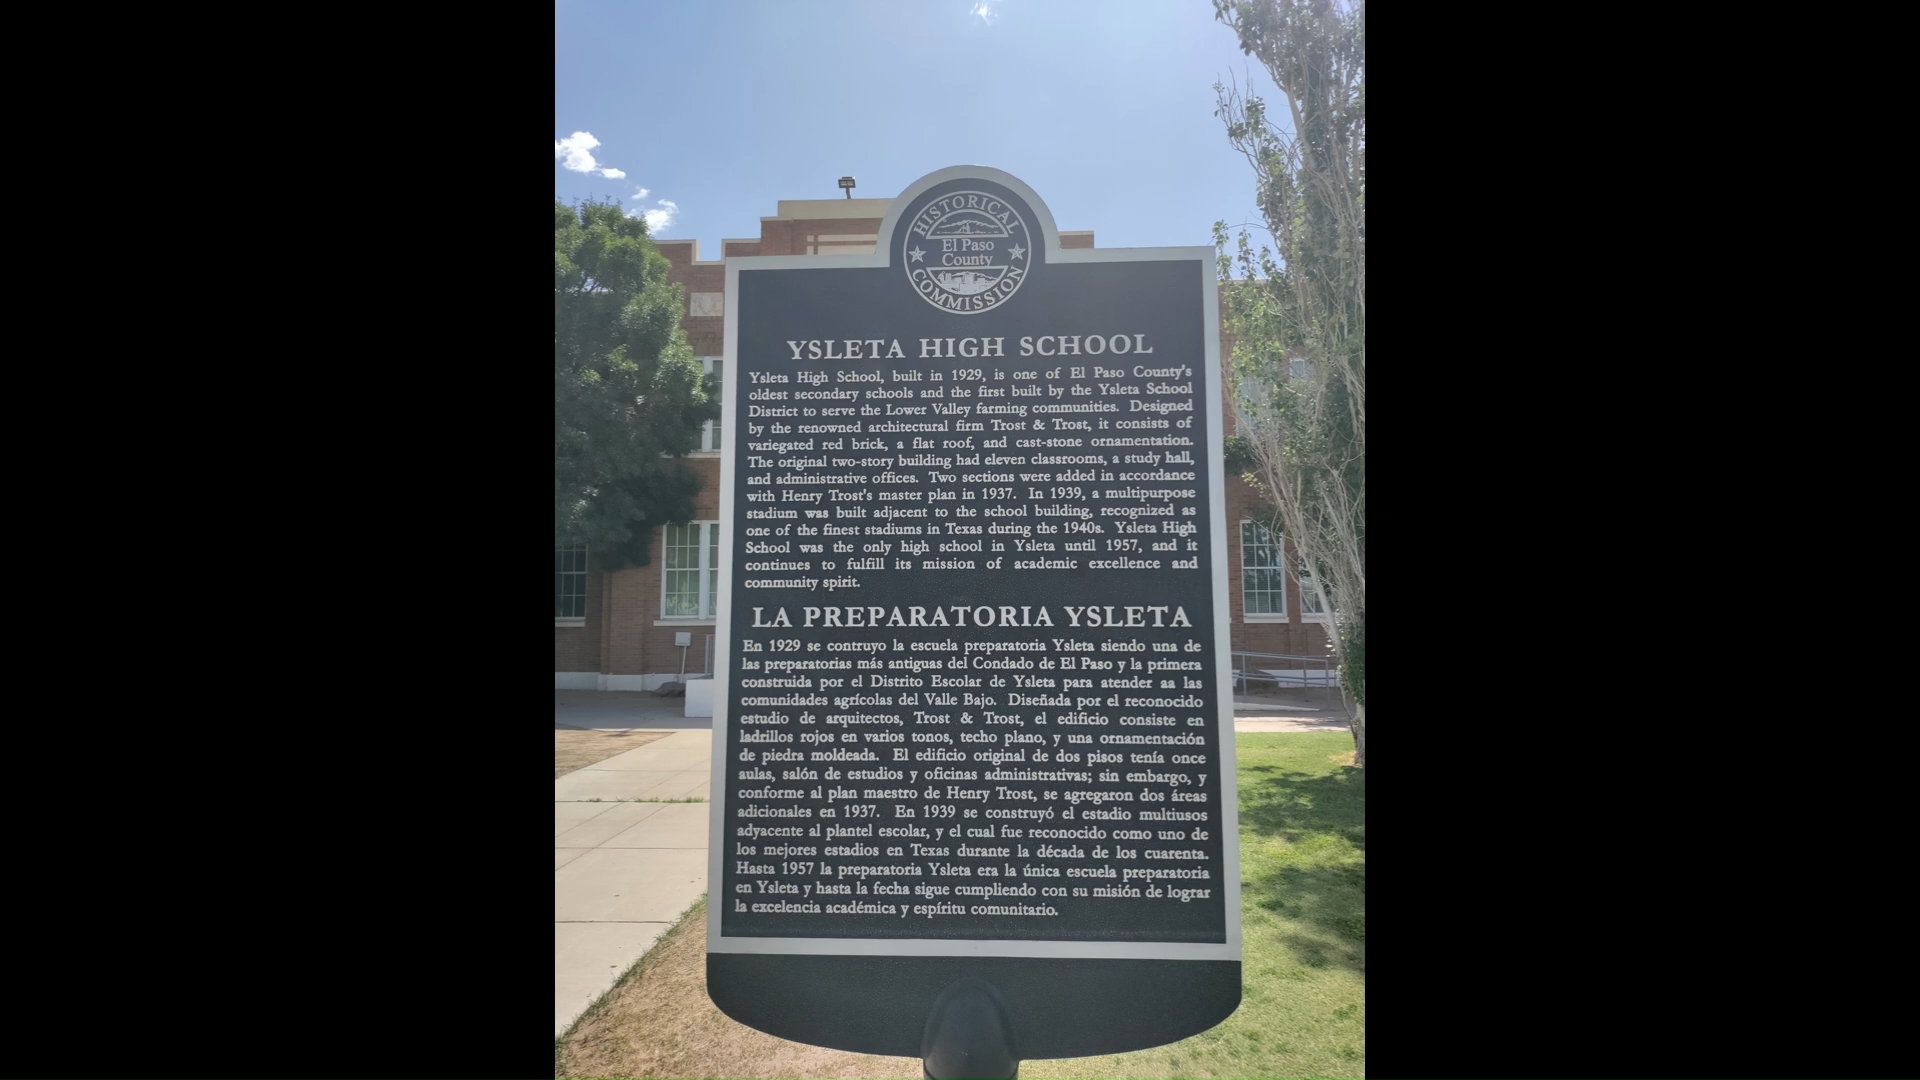 HISTORICAL
El Paso
County
COMMISSION
YSLETA HIGH SCHOOL
Ysleta High School, built in 1929, is one of El Paso County's
oldest secondary schools and the first built by the Ysleta School
District to serve the Lower Valley farming communities. Designed
by the renowned architectural firm Trost & Trost, it consists of
variegated red brick, a flat roof, and cast-stone ornamentation.
The original two-story building had eleven classrooms, a study hall,
and administrative offices. Two sections were added in accordance
with Henry Trost's master plan in 1937. In 1939, a multipurpose
stadium was built adjacent to the school building, recognized as
one of the finest stadiums in Texas during the 1940s. Ysleta High
School was the only high school in Ysleta until 1957, and it
continues to fulfill its mission of academic excellence and
community spirit.
LA PREPARATORIA YSLETA
En 1929 se contruyo la escuela preparatoria Ysleta siendo una de
las preparatorias más antiguas del Condado de El Paso y la primera
construida por el Distrito Escolar de Ysleta para atender aa las
comunidades agrícolas del Valle Bajo. Diseñada por el reconocido
estudio de arquitectos, Trost & Trost, el edificio consiste en
ladrillos rojos en varios tonos, techo plano, y una ornamentación
de piedra moldeada. El edificio original de dos pisos tenía once
aulas, salón de estudios y oficinas administrativas; sin embargo, y
conforme al plan maestro de Henry Trost, se agregaron dos áreas
adicionales en 1937. En 1939 se construyó el estadio multiusos
adyacente al plantel escolar, y el cual fue reconocido como uno de
los mejores estadios en Texas durante la década de los cuarenta.
Hasta 1957 la preparatoria Ysleta era la única escuela preparatoria
en Ysleta y hasta la fecha sigue cumpliendo con su misión de lograr
la excelencia académica y espíritu comunitario.